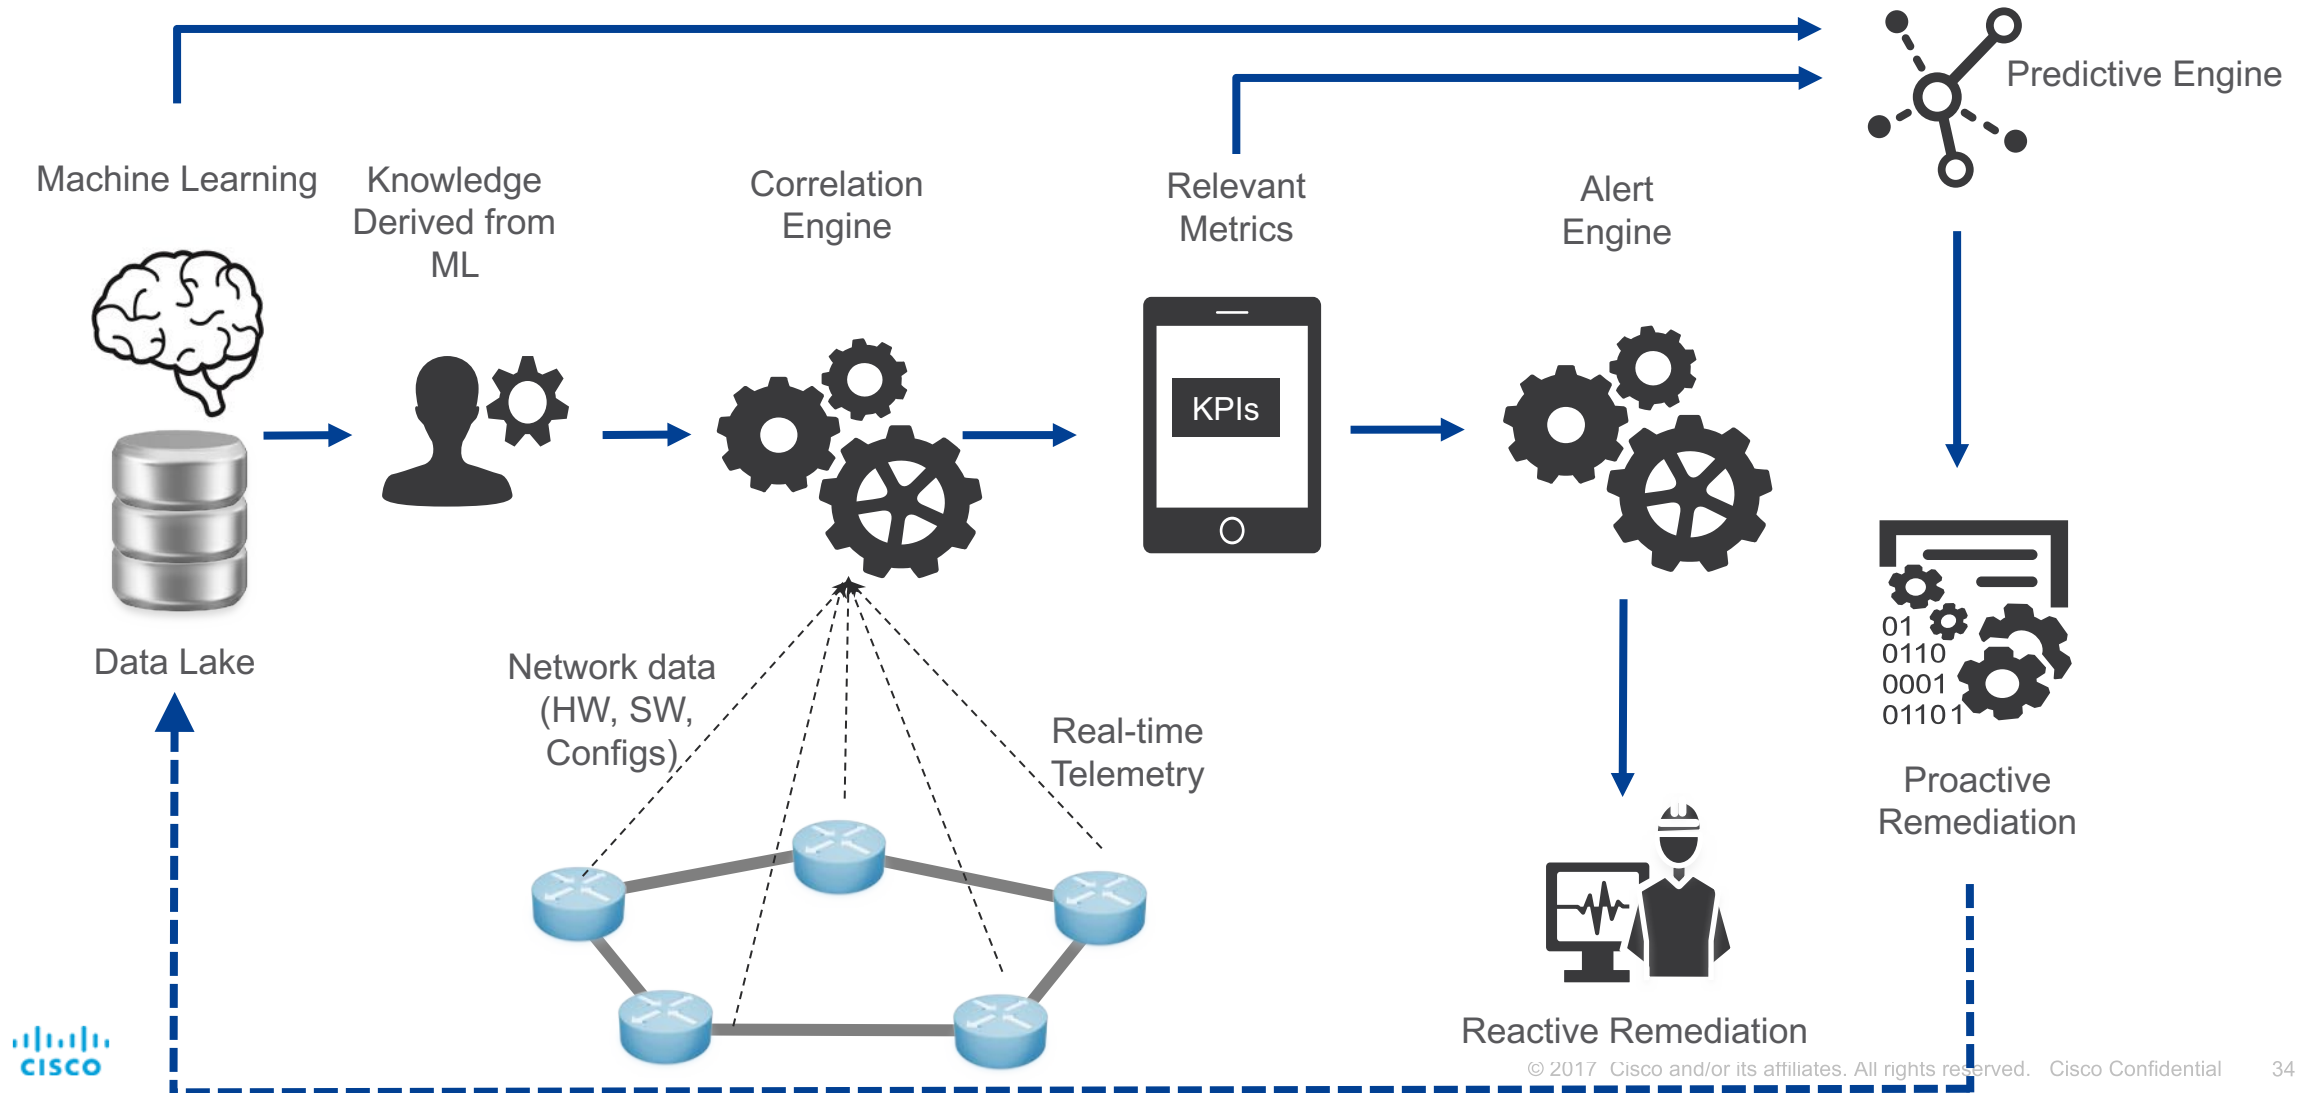 Predictive Engine
Machine Learning
Knowledge
Derived from
ML
Correlation
Engine
Relevant
Metrics
Alert
Engine
KPIs
01
0110
0001
01101
Data Lake
Network data
(HW, SW,
Configs)
Real-time
Telemetry
Proactive
Remediation
Reactive Remediation
CISCO
© 2017 Cisco and/or its affiliates. All rights reserved. Cisco Confidential 34